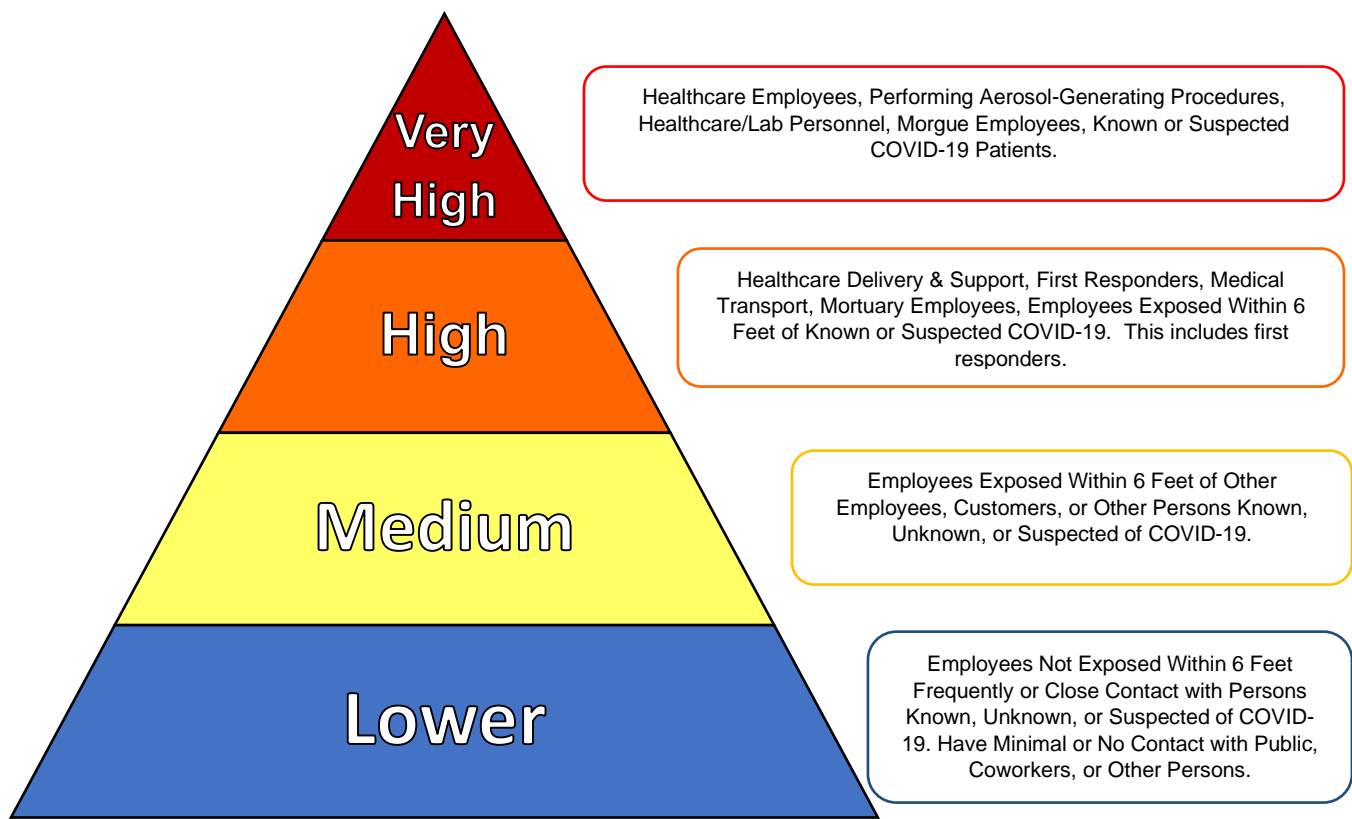 Very
High
Healthcare Employees, Performing Aerosol-Generating Procedures,
Healthcare/Lab Personnel, Morgue Employees, Known or Suspected
COVID-19 Patients.
High
Healthcare Delivery & Support, First Responders, Medical
Transport, Mortuary Employees, Employees Exposed Within 6
Feet of Known or Suspected COVID-19.  This includes first
responders.
Medium
Employees Exposed Within 6 Feet of Other
Employees, Customers, or Other Persons Known,
Unknown, or Suspected of COVID-19.
Lower
Employees Not Exposed Within 6 Feet
Frequently or Close Contact with Persons
Known, Unknown, or Suspected of COVID-
19. Have Minimal or No Contact with Public,
Coworkers, or Other Persons.